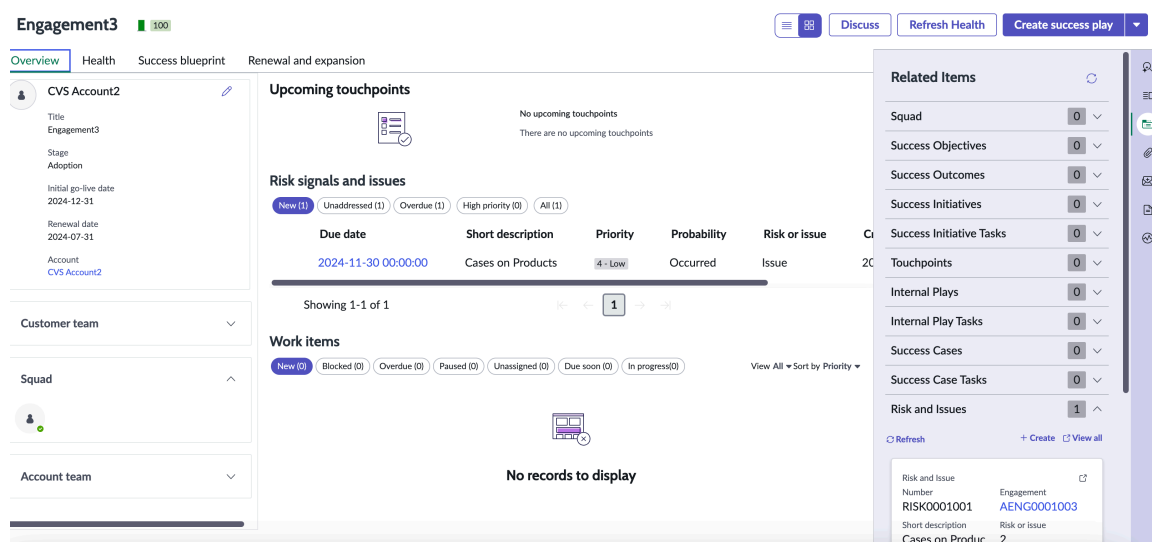 Engagement3
100
Discuss
Refresh Health
Create success play
Overview
Health
Success blueprint
Renewal and expansion
CVS Account2
Title
Engagement3
Stage
Adoption
Initial go-live date
2024-12-31
Renewal date
2024-07-31
Account
CVS Account2
Customer team
Squad
Account team
Upcoming touchpoints
No upcoming touchpoints
There are no upcoming touchpoints
Risk signals and issues
New (1) Unaddressed (1) Overdue (1) High priority (0) All (1)
Due date Short description Priority Probability Risk or issue
2024-11-30 00:00:00 Cases on Products 4 - Low Occurred Issue
Showing 1-1 of 1
1
Work items
New (0) Blocked (0) Overdue (0) Paused (0) Unassigned (0) Due soon (0) In progress(0)
View All Sort by Priority
No records to display
Related Items
Squad 0
Success Objectives 0
Success Outcomes 0
Success Initiatives 0
Success Initiative Tasks 0
Touchpoints 0
Internal Plays 0
Internal Play Tasks 0
Success Cases 0
Success Case Tasks 0
Risk and Issues 1
Refresh + Create View all
Risk and Issue
Number Engagement
RISK0001001 AENG0001003
Short description Risk or issue
Cases on Produc 2